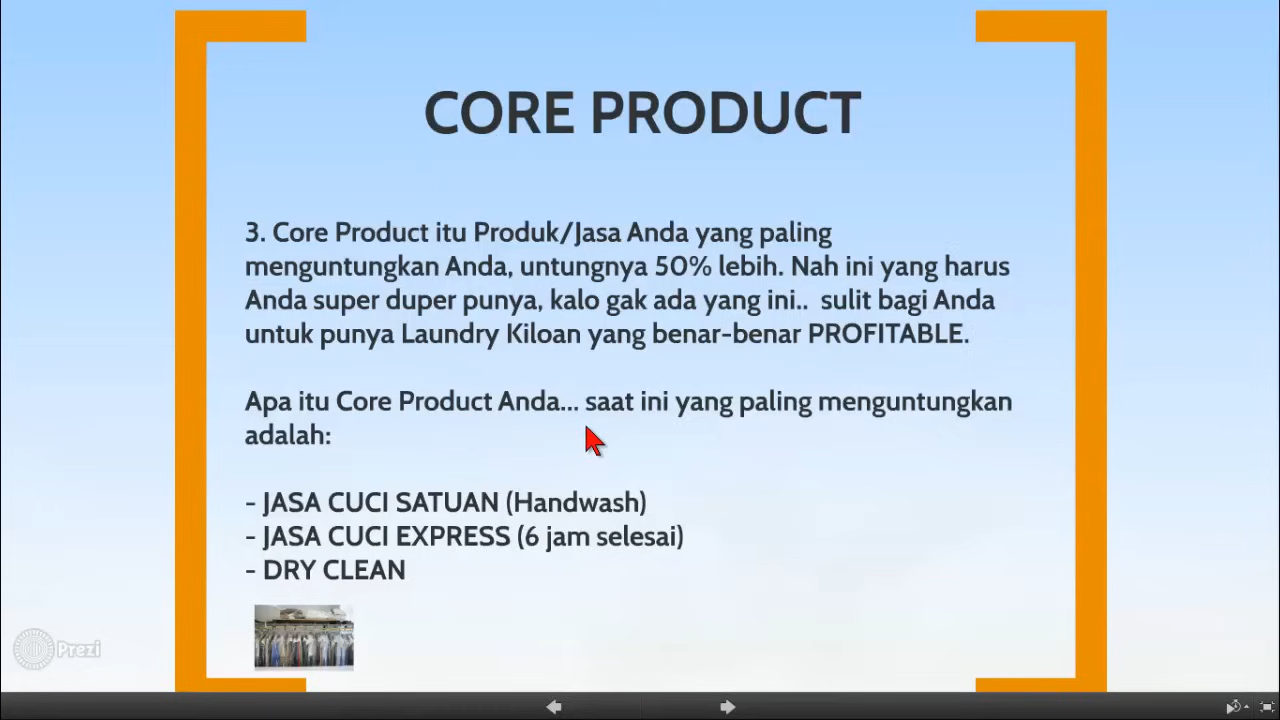 CORE PRODUCT
3. Core Product itu Produk/Jasa Anda yang paling
menguntungkan Anda, untungnya 50% lebih. Nah ini yang harus
Anda super duper punya, kalo gak ada yang ini..  sulit bagi Anda
untuk punya Laundry Kiloan yang benar-benar PROFITABLE.
Apa itu Core Product Anda... saat ini yang paling menguntungkan
adalah:
- JASA CUCI SATUAN (Handwash)
- JASA CUCI EXPRESS (6 jam selesai)
- DRY CLEAN
Prezi